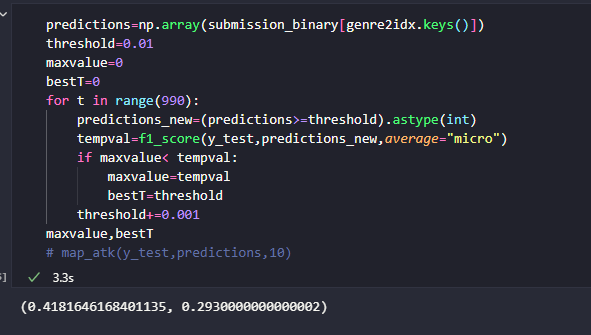 predictions=np.array(submission_binary[genre2idx.keys()])
threshold=0.01
maxvalue=0
bestT=0
for t in range(990):
    predictions_new=(predictions>=threshold).astype(int)
    tempval=f1_score(y_test,predictions_new,average="micro")
    if maxvalue< tempval:
        maxvalue=tempval
        bestT=threshold
    threshold+=0.001
maxvalue,bestT
# map_atk(y_test,predictions,10)
✓ 3.3s
(0.4181646168401135, 0.2930000000000002)